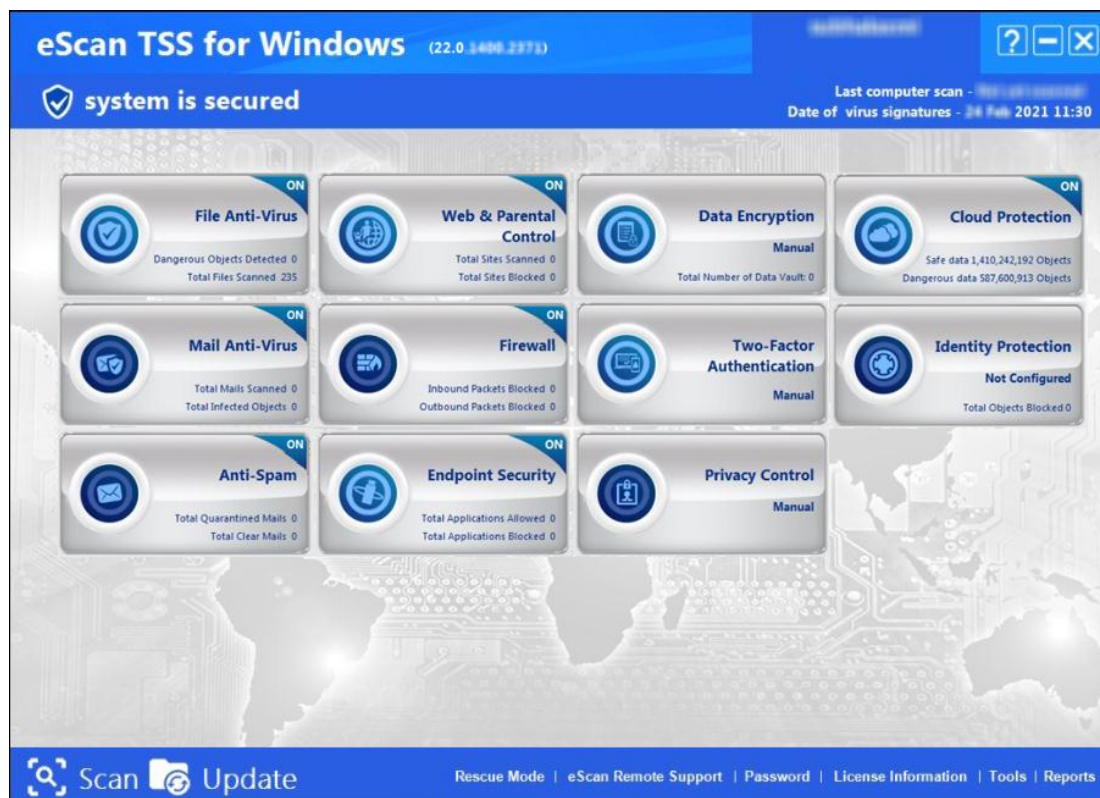 eScan TSS for Windows (22.0
system is secured
Last computer scan -
Date of virus signatures - 2021 11:30
ON
File Anti-Virus
Dangerous Objects Detected 0
Total Files Scanned 235
ON
Web & Parental
Control
Total Sites Scanned 0
Total Sites Blocked 0
Data Encryption
Manual
Total Number of Data Vault: 0
ON
Cloud Protection
Safe data 1,410,242,192 Objects
Dangerous data 587,600,913 Objects
ON
Mail Anti-Virus
Total Mails Scanned 0
Total Infected Objects 0
ON
Firewall
Inbound Packets Blocked 0
Outbound Packets Blocked 0
Two-Factor
Authentication
Manual
Identity Protection
Not Configured
Total Objects Blocked 0
ON
Anti-Spam
Total Quarantined Mails 0
Total Clear Mails 0
ON
Endpoint Security
Total Applications Allowed 0
Total Applications Blocked 0
Privacy Control
Manual
Scan Update
Rescue Mode | eScan Remote Support | Password | License Information | Tools | Reports